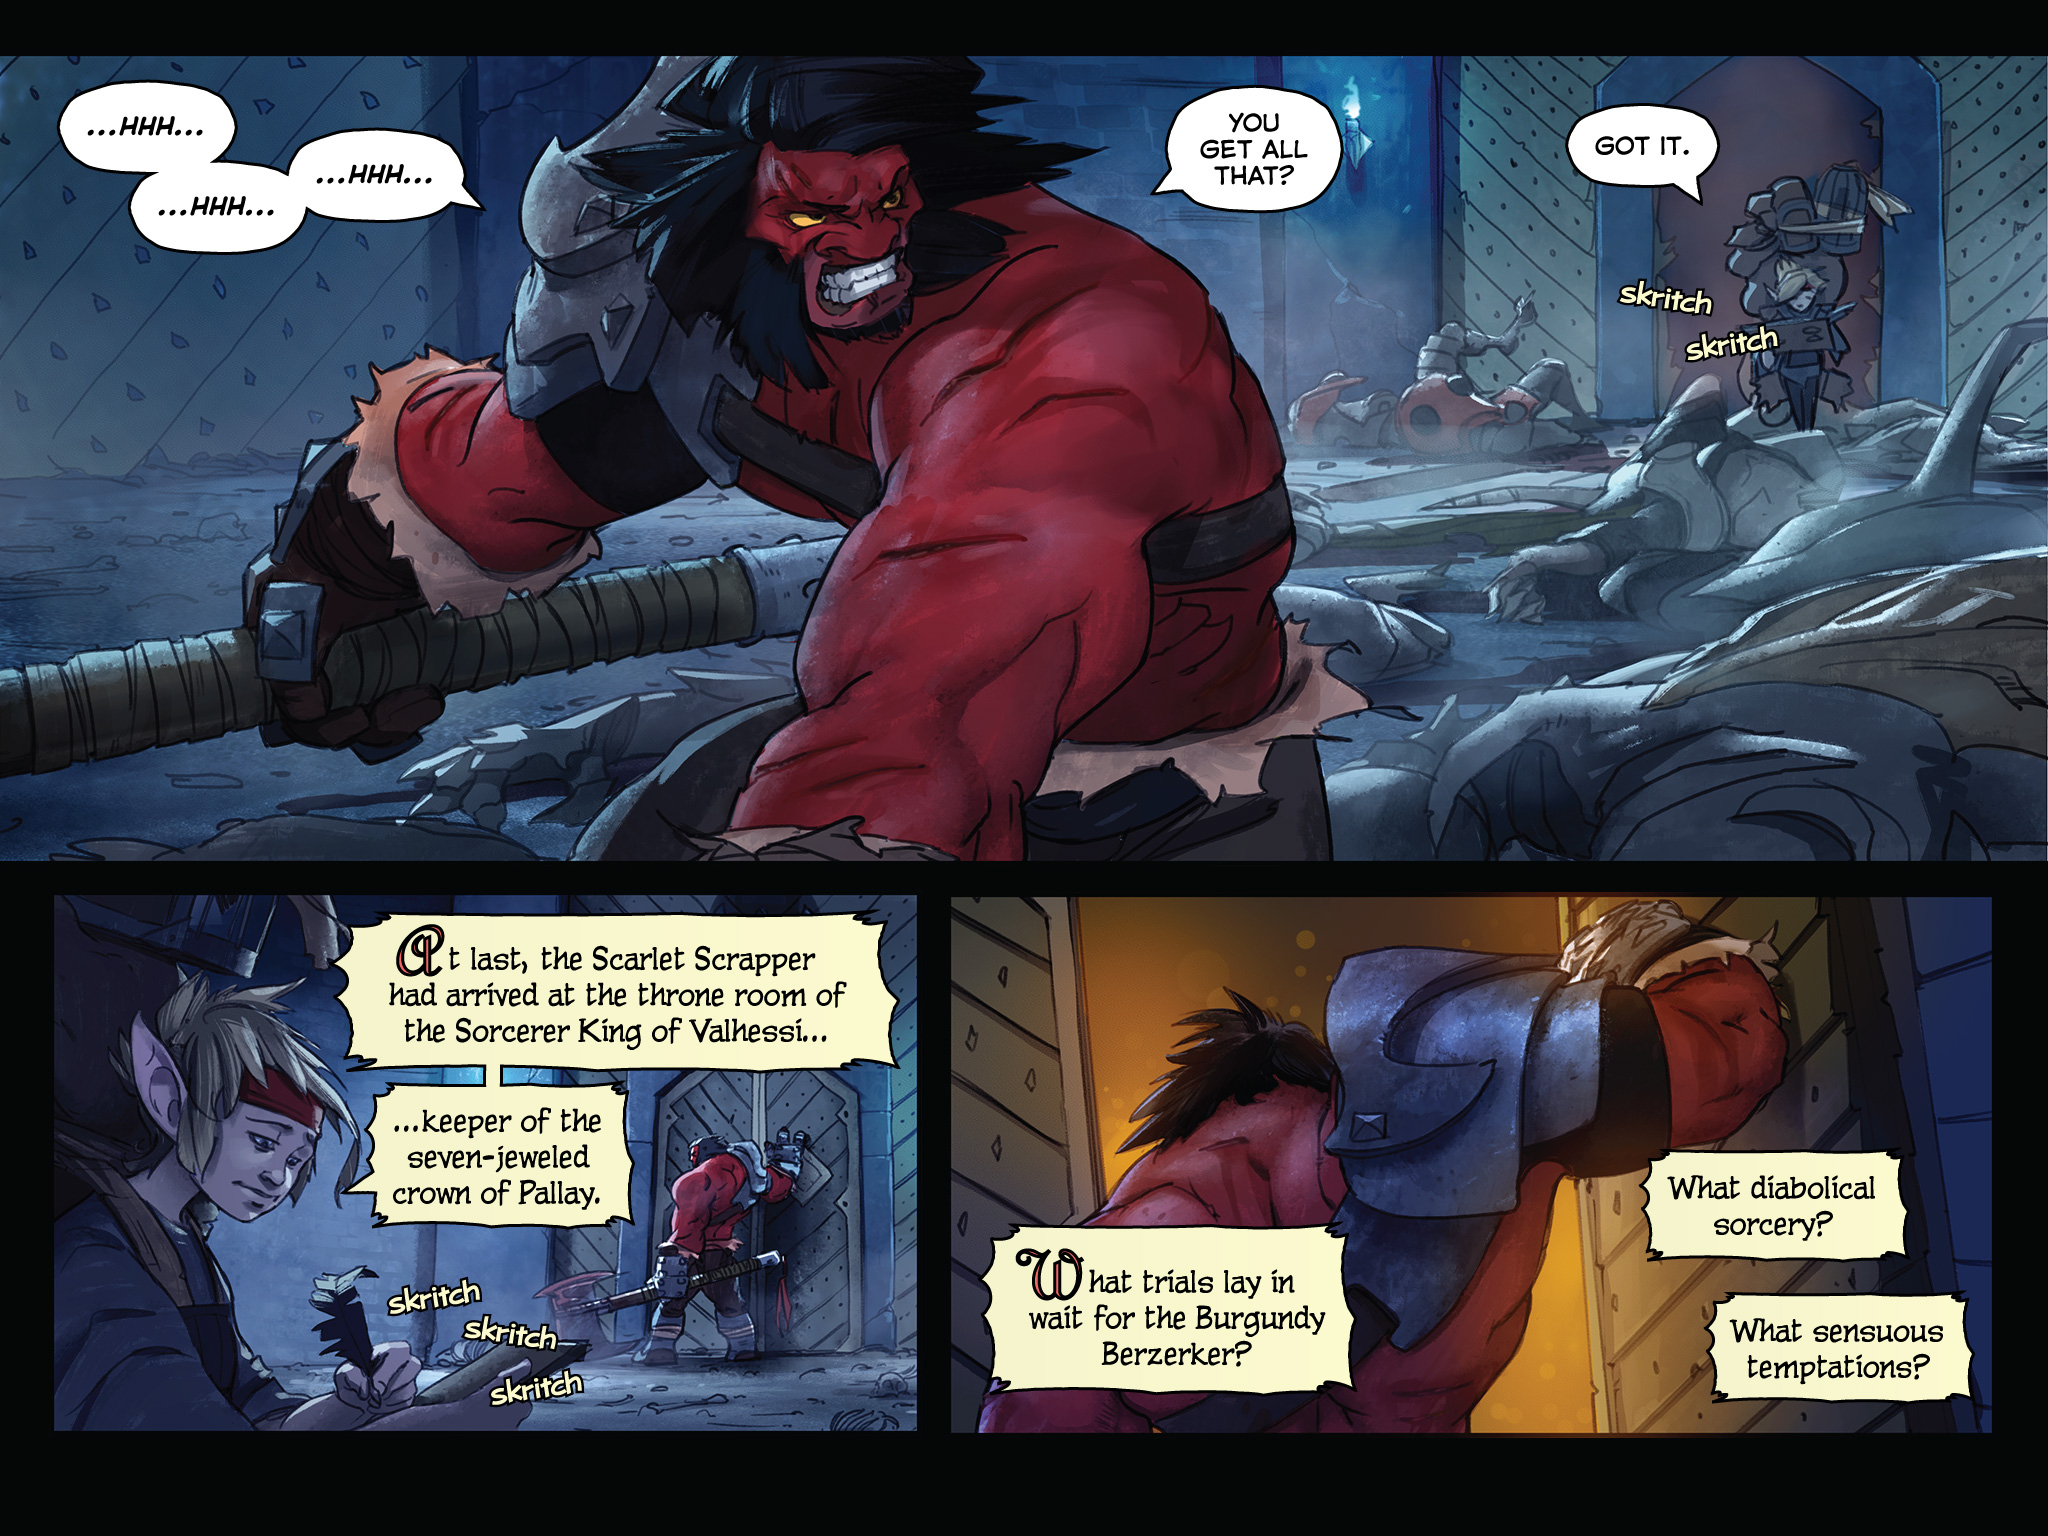 ...HHH...
...HHH...
...HHH...
YOU
GET ALL
THAT?
GOT IT.
skritch
skritch
At last, the Scarlet Scrapper
had arrived at the throne room of
the Sorcerer King of Valhessi...
...keeper of the
seven-jeweled
crown of Pallay.
skritch
skritch
skritch
What trials lay in
wait for the Burgundy
Berzerker?
What diabolical
sorcery?
What sensuous
temptations?